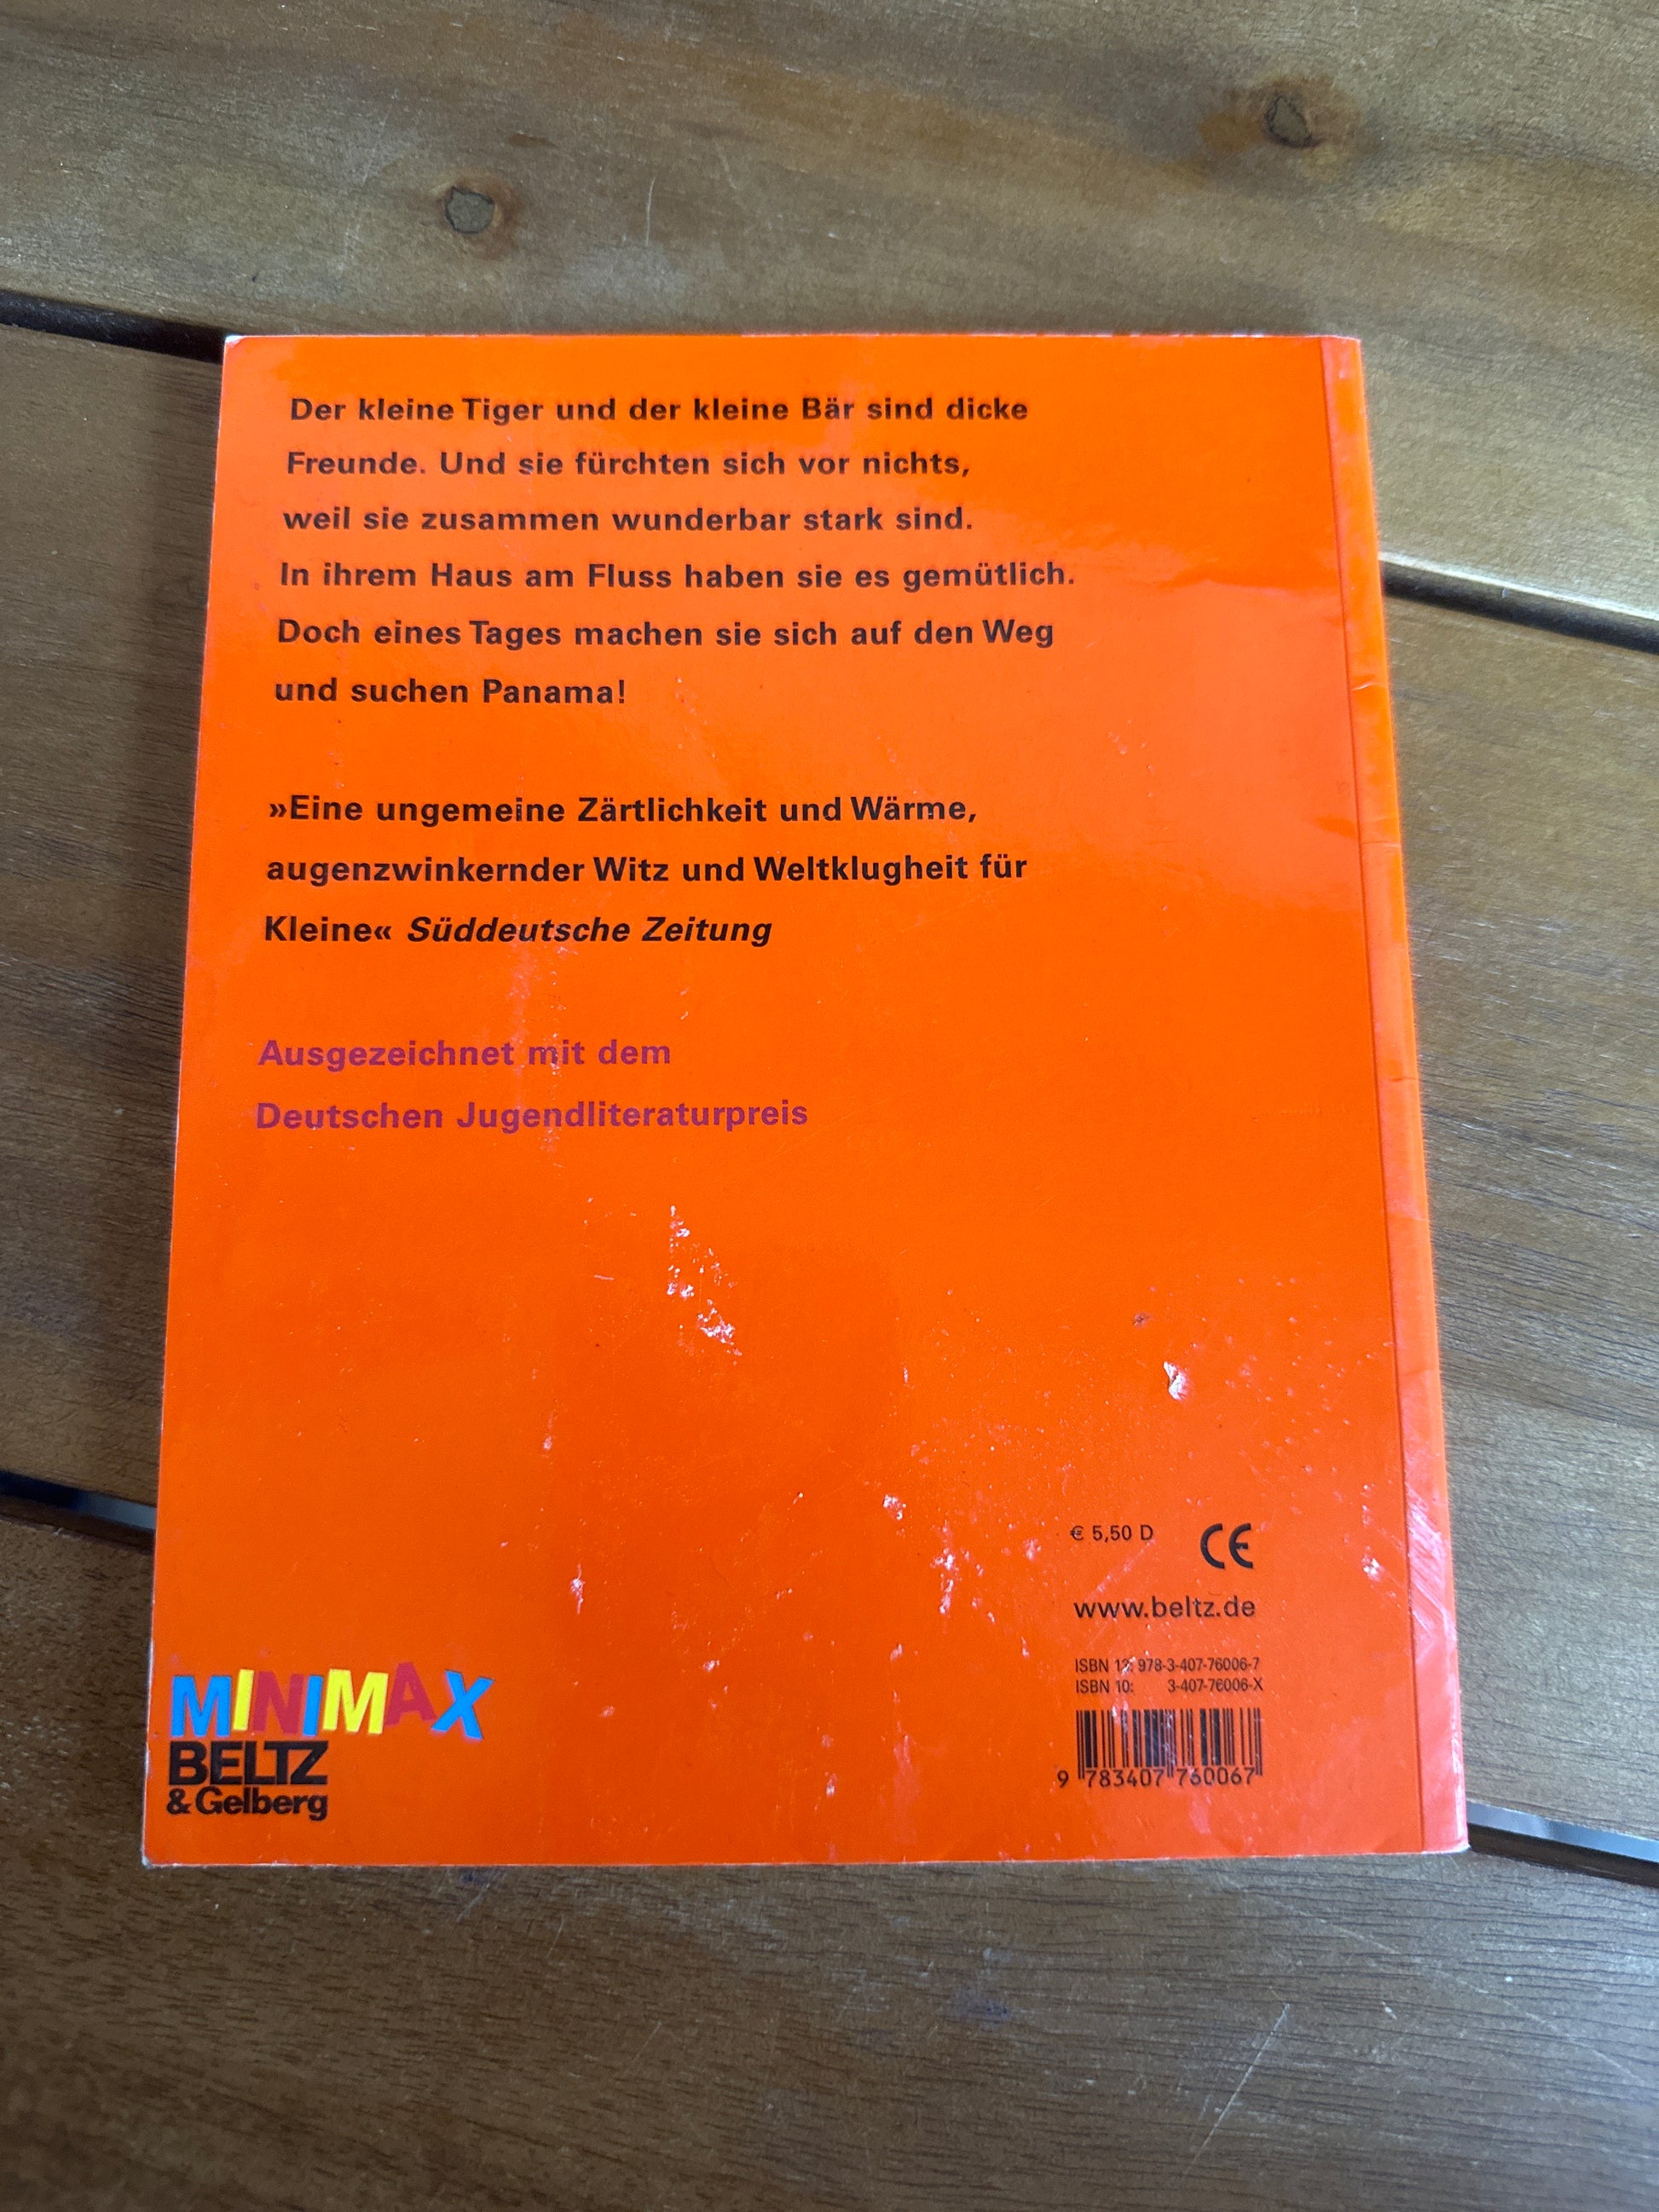 Der kleine Tiger und der kleine Bär sind dicke
Freunde. Und sie fürchten sich vor nichts,
weil sie zusammen wunderbar stark sind.
In ihrem Haus am Fluss haben sie es gemütlich.
Doch eines Tages machen sie sich auf den Weg
und suchen Panama!
»Eine ungemeine Zärtlichkeit und Wärme,
augenzwinkernder Witz und Weltklugheit für
Kleine« Süddeutsche Zeitung
Ausgezeichnet mit dem
Deutschen Jugendliteraturpreis
€ 5,50 D CE
www.beltz.de
ISBN 13: 978-3-407-76006-7
ISBN 10: 3-407-76006-X
9 783407 760067
MINIMAX
BELTZ
& Gelberg